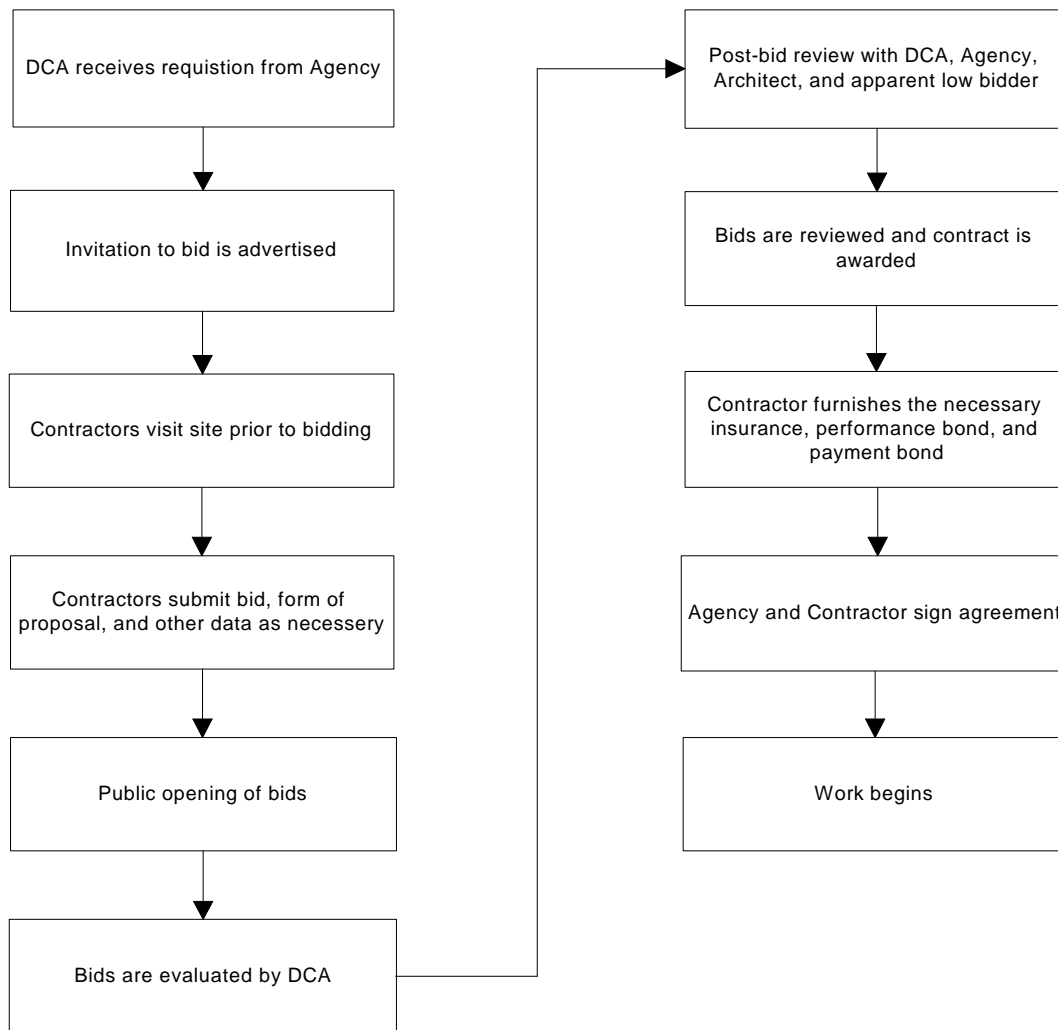 DCA receives requistion from Agency
Invitation to bid is advertised
Contractors visit site prior to bidding
Contractors submit bid, form of
proposal, and other data as necessery
Public opening of bids
Bids are evaluated by DCA
Post-bid review with DCA, Agency,
Architect, and apparent low bidder
Bids are reviewed and contract is
awarded
Contractor furnishes the necessary
insurance, performance bond, and
payment bond
Agency and Contractor sign agreement
Work begins